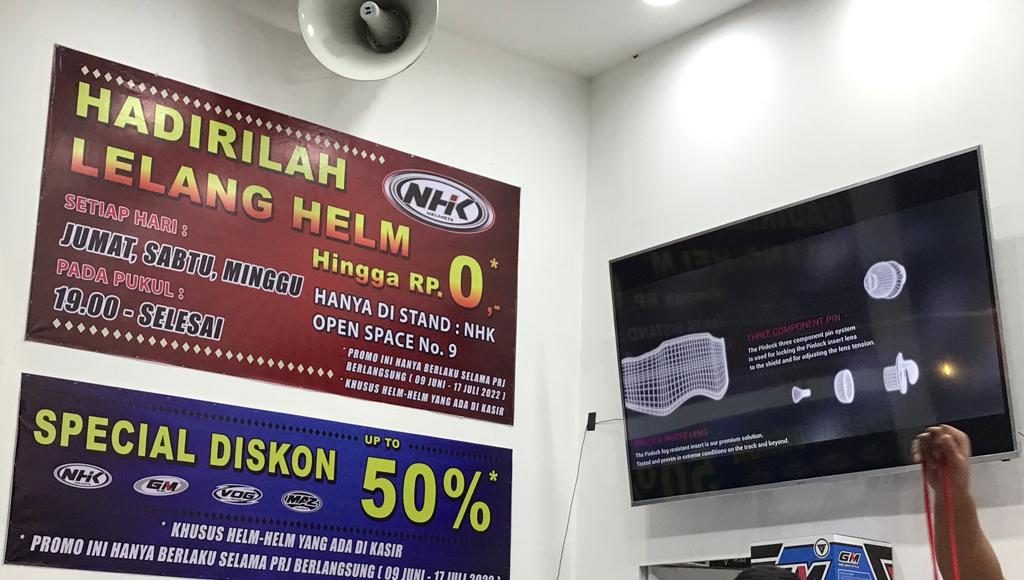 HADIRILAH
LELANG HELM
NHK
HELMETS
SETIAP HARI :
JUMAT, SABTU, MINGGU
PADA PUKUL :
19.00 - SELESAI
Hingga RP. 0,-*
HANYA DI STAND : NHK
OPEN SPACE No. 9
* PROMO INI HANYA BERLAKU SELAMA PRJ
BERLANGSUNG ( 09 JUNI - 17 JULI 2022 )
* KHUSUS HELM-HELM YANG ADA DI KASIR
SPECIAL DISKON UP TO 50%*
NHK GM VOG MAZ
* KHUSUS HELM-HELM YANG ADA DI KASIR
* PROMO INI HANYA BERLAKU SELAMA PRJ BERLANGSUNG ( 09 JUNI - 17 JULI 2022 )
THREE COMPONENT PIN
The Pinlock three component pin system
is used for locking the Pinlock insert lens
to the shield and for adjusting the lens tension.
PINLOCK INSERT LENS
The Pinlock fog resistant insert is our premium solution.
Tested and proven in extreme conditions on the track and beyond.
GM